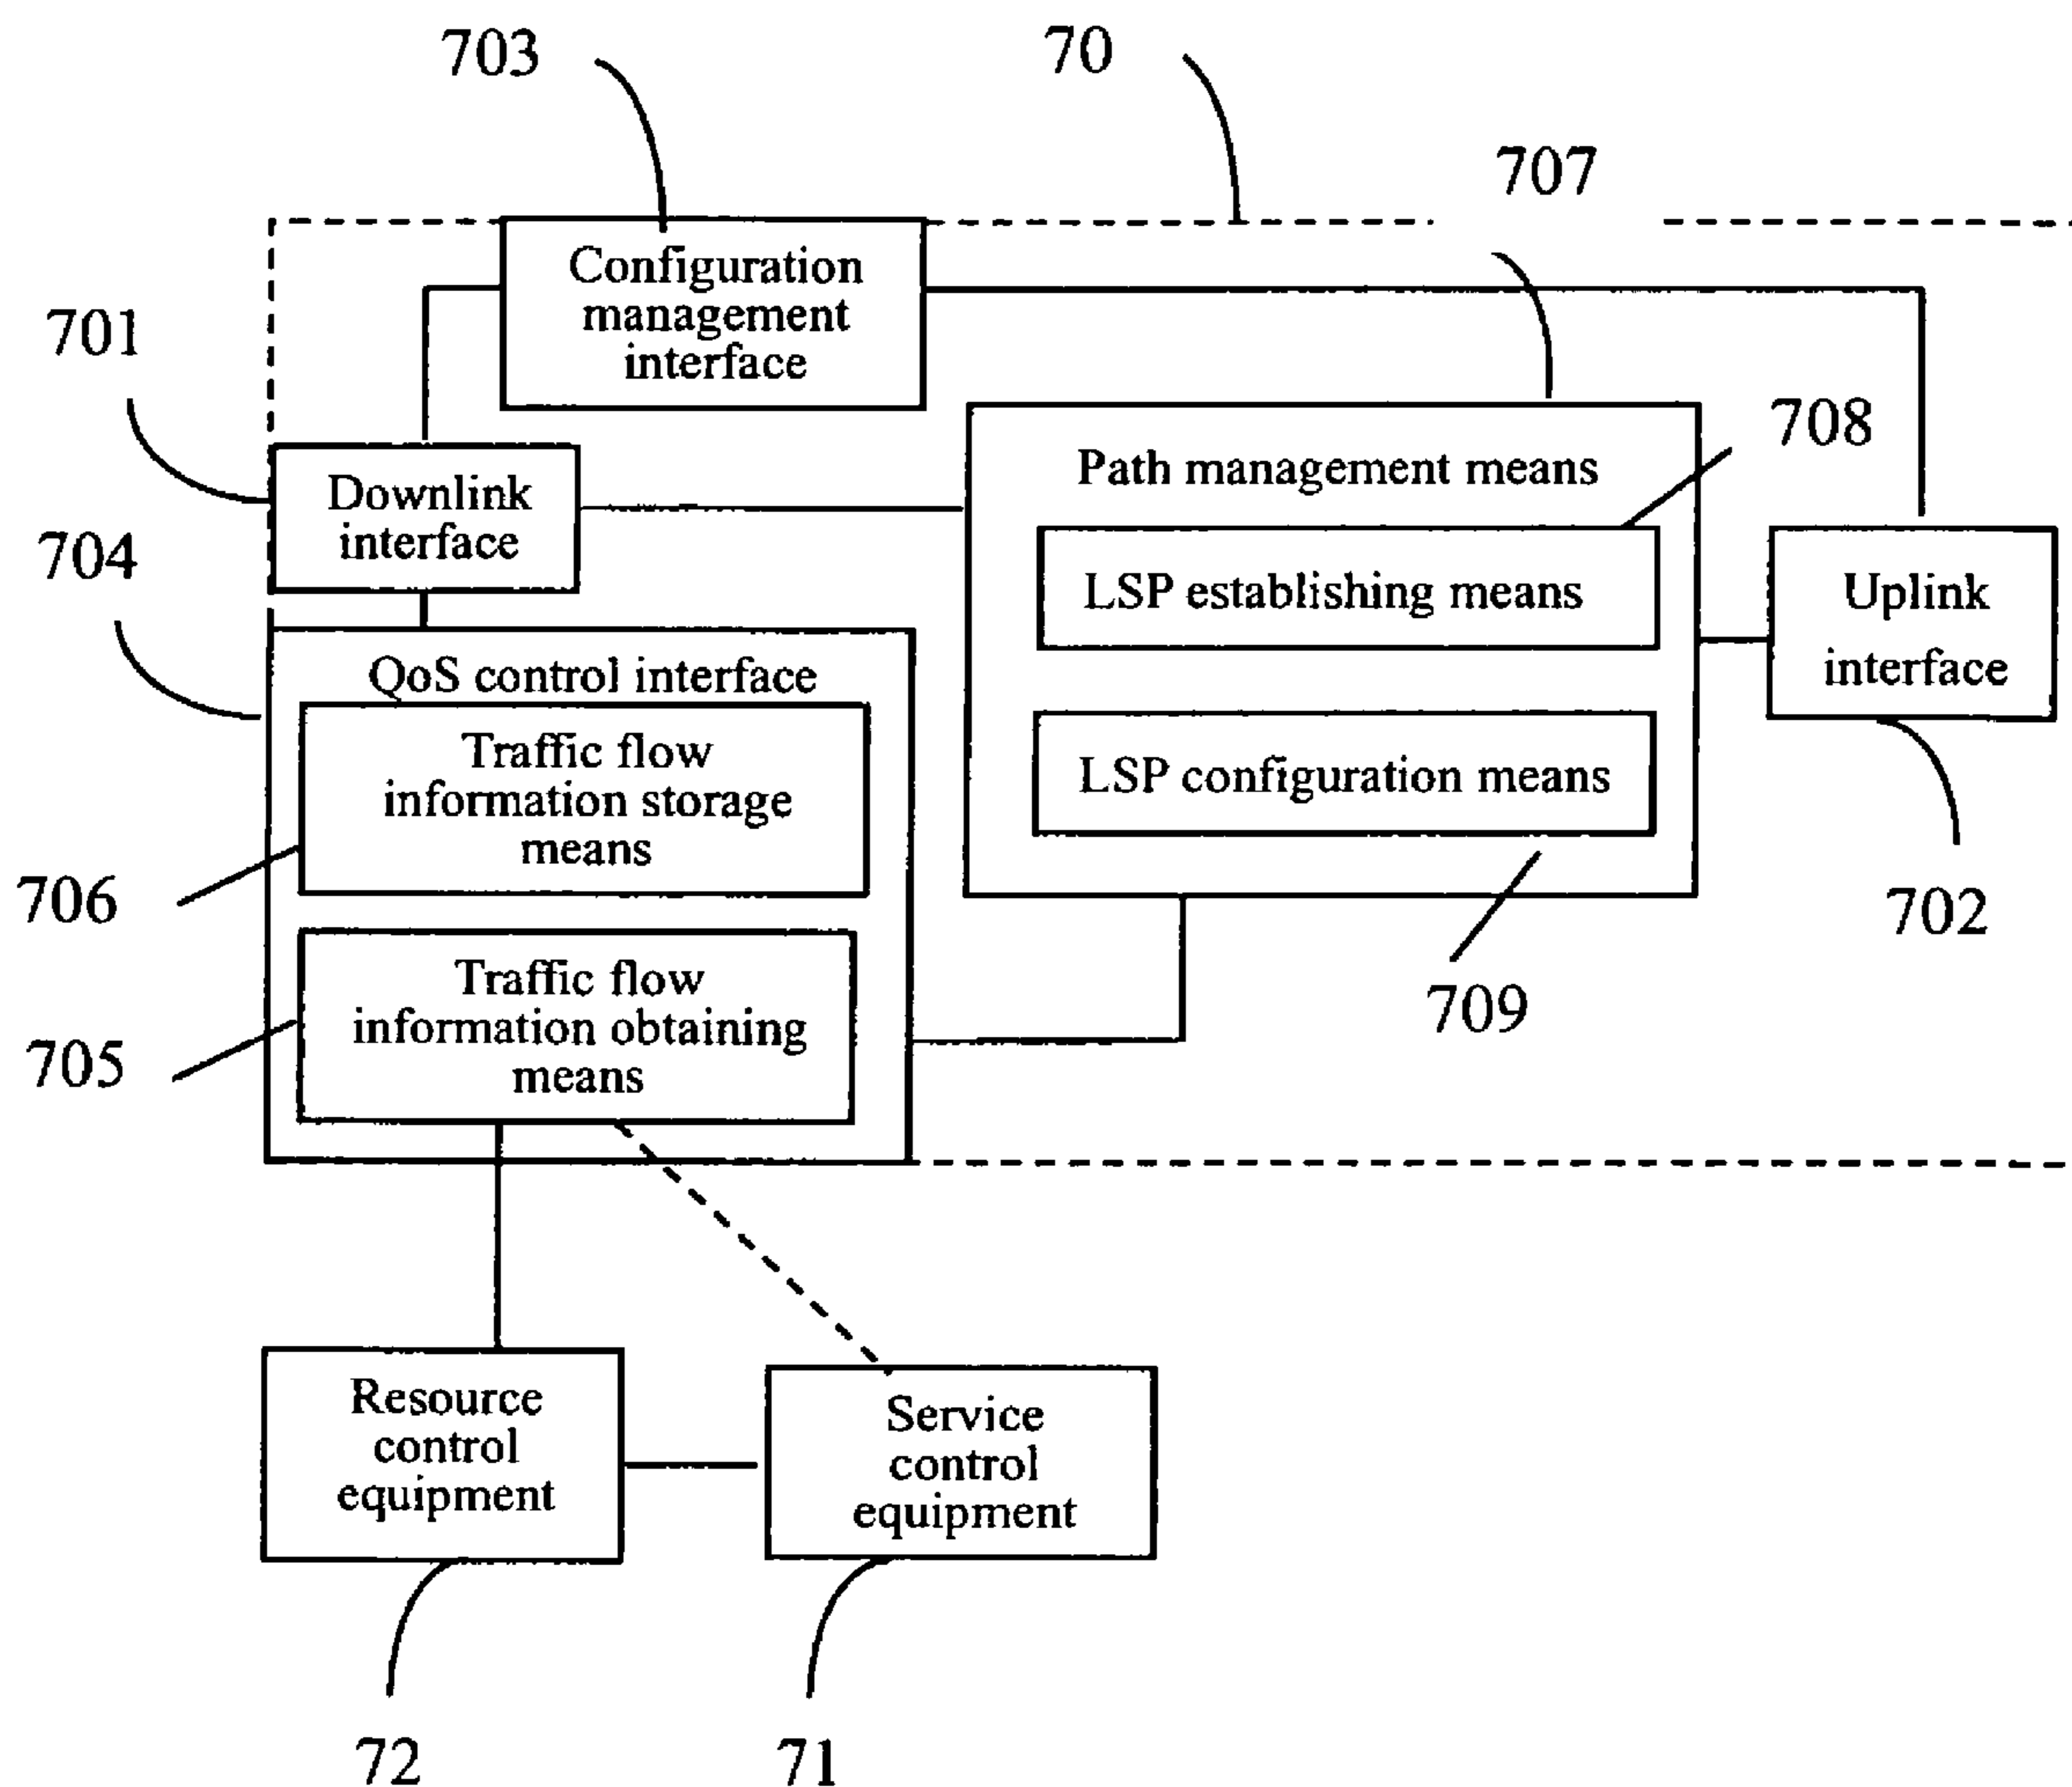 703
70
707
Configuration
management
interface
701
708
Downlink
interface
Path management means
704
LSP establishing means
Uplink
interface
QoS control interface
Traffic flow
information storage
means
LSP configuration means
706
702
Traffic flow
information obtaining
means
709
705
Resource
control
equipment
Service
control
equipment
72
71